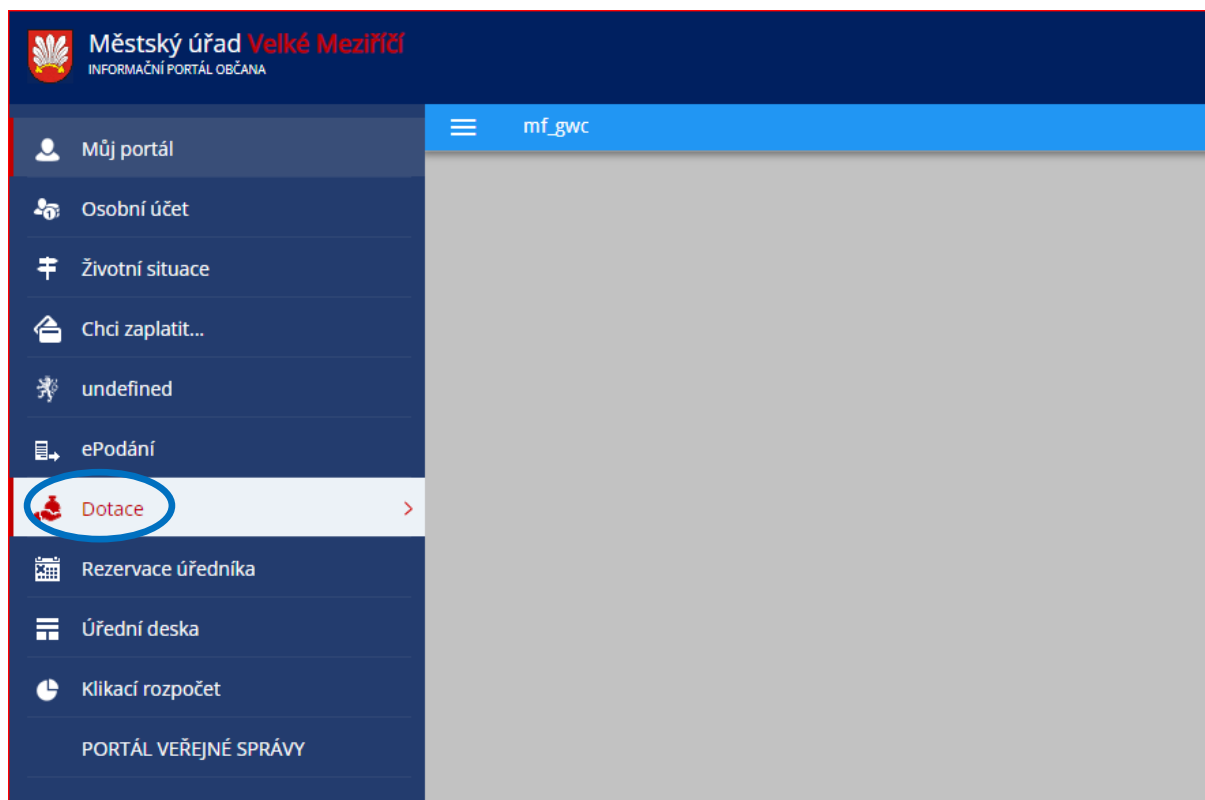 Městský úřad Velké Meziříčí
INFORMAČNÍ PORTÁL OBČANA
mf_gwc
Můj portál
Osobní účet
Životní situace
Chci zaplatit...
undefined
ePodání
Dotace
Rezervace úředníka
Úřední deska
Klikací rozpočet
PORTÁL VEŘEJNÉ SPRÁVY